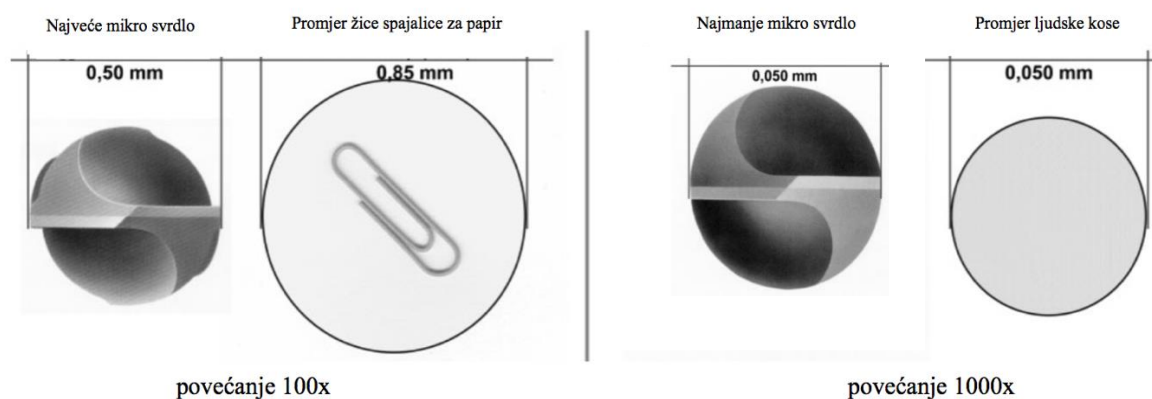 Najveće mikro svrdlo
Promjer žice spajalice za papir
Najmanje mikro svrdlo
Promjer ljudske kose
0,50 mm
0,85 mm
0,050 mm
0,050 mm
povećanje 100x
povećanje 1000x